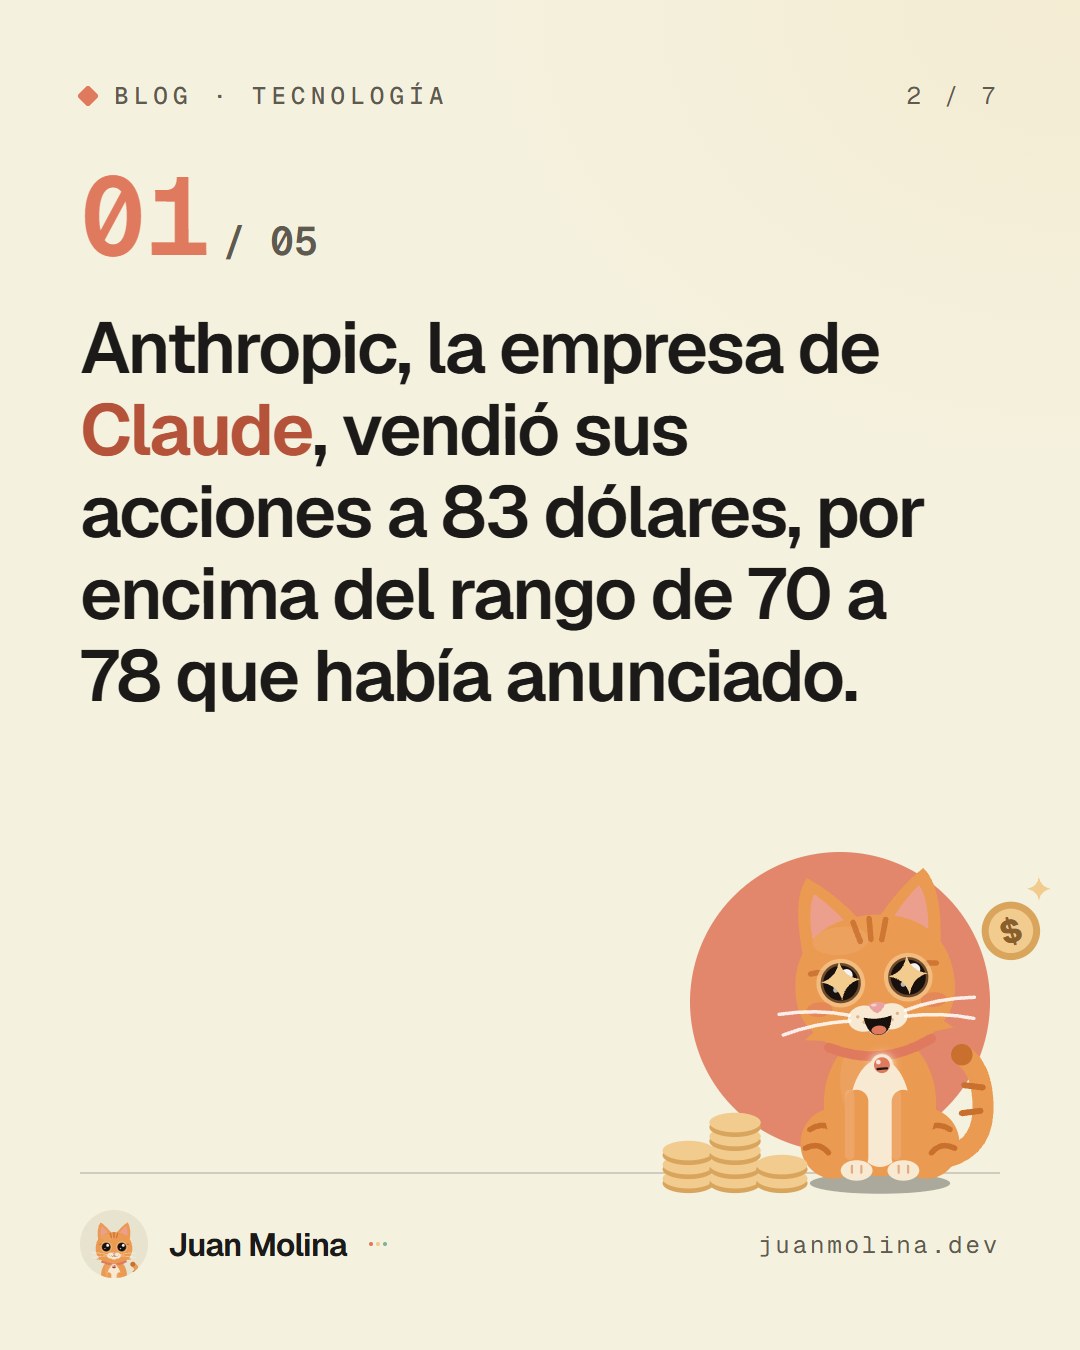 BLOG · TECNOLOGÍA
2 / 7
01 / 05
Anthropic, la empresa de
Claude, vendió sus
acciones a 83 dólares, por
encima del rango de 70 a
78 que había anunciado.
$
Juan Molina
juanmolina.dev